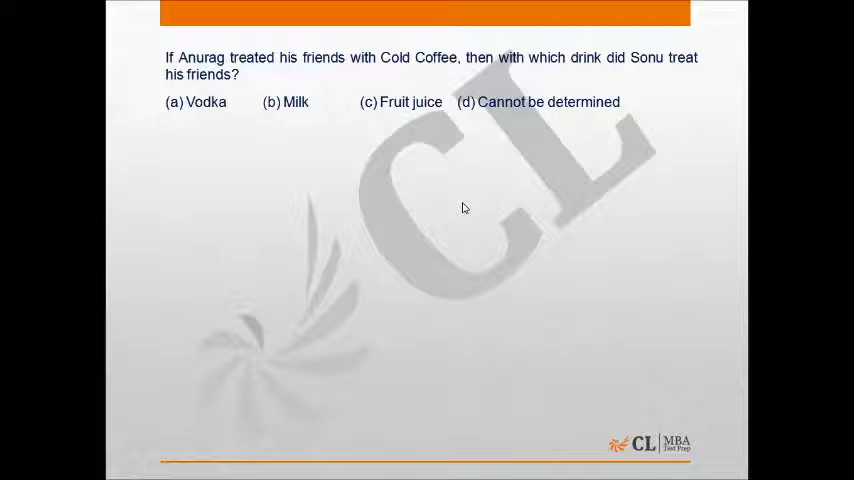 If Anurag treated his friends with Cold Coffee, then with which drink did Sonu treat
his friends?
(a) Vodka (b) Milk (c) Fruit juice (d) Cannot be determined
CL
CL MBA
Test Prep